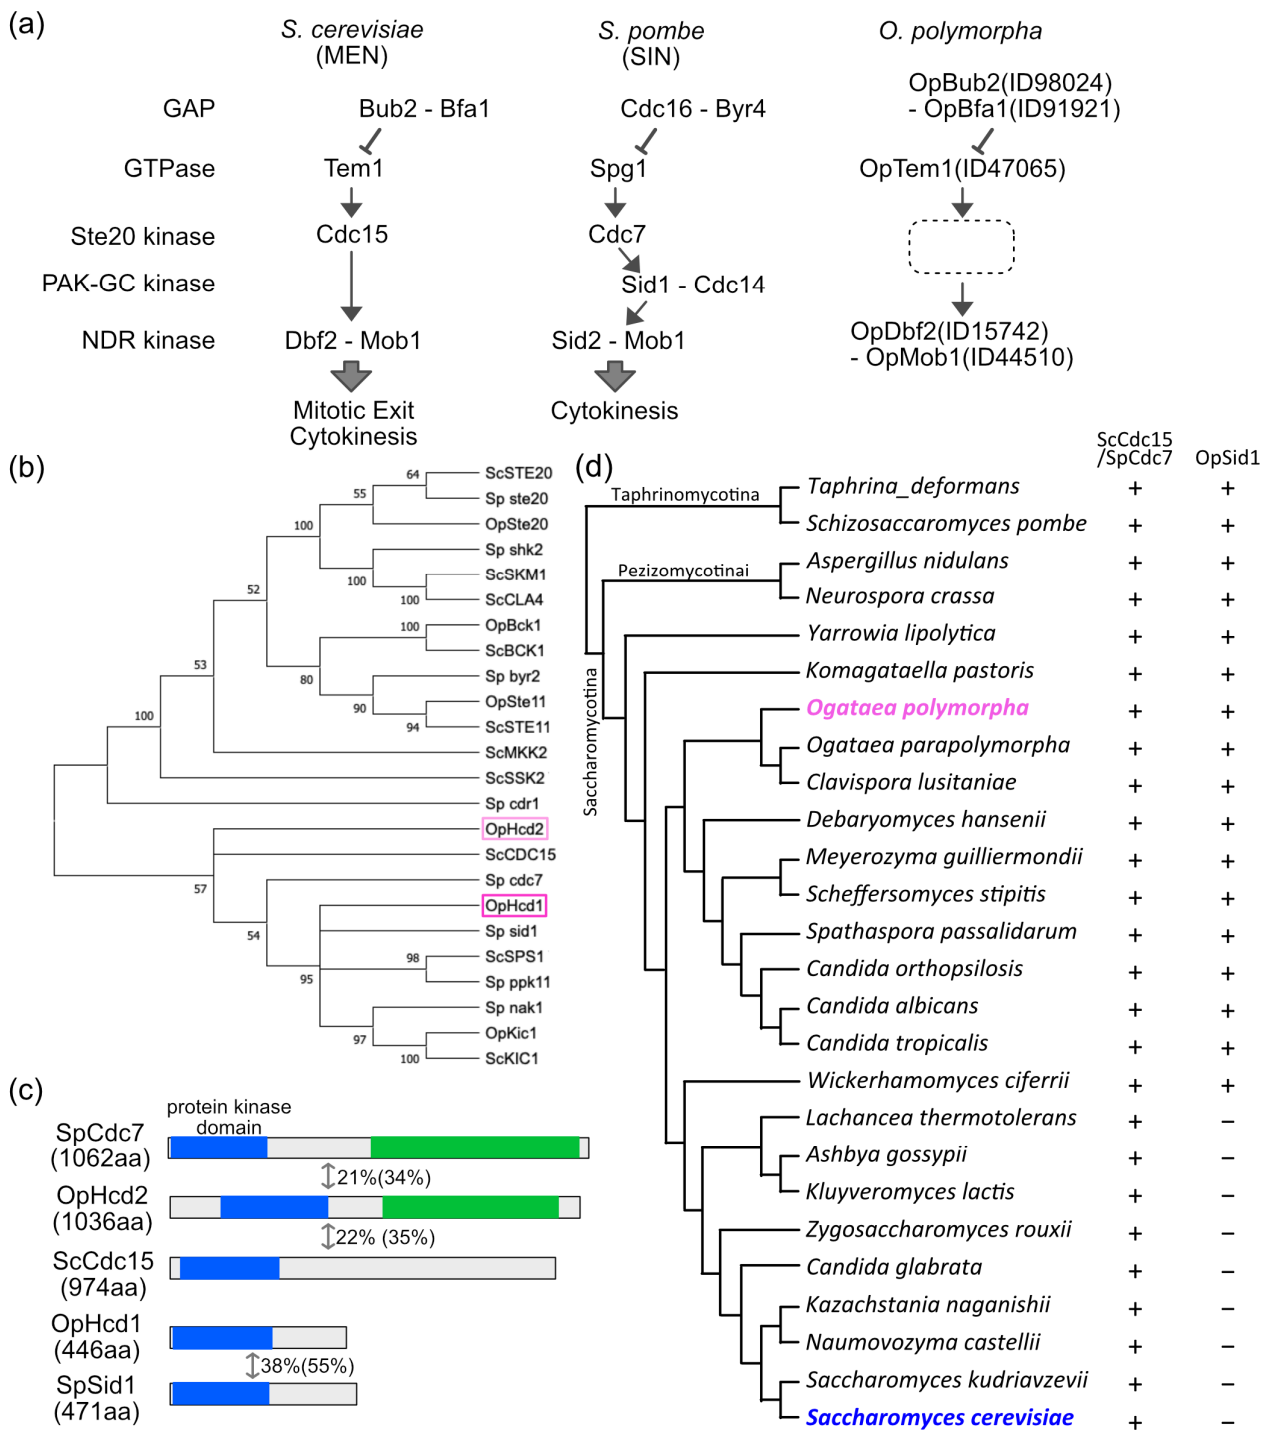 (a)
S. cerevisiae
(MEN)
S. pombe
(SIN)
O. polymorpha
GAP
Bub2 - Bfa1
Cdc16 - Byr4
OpBub2(ID98024)
- OpBfa1(ID91921)
GTPase
Tem1
Spg1
OpTem1(ID47065)
Ste20 kinase
Cdc15
Cdc7
PAK-GC kinase
Sid1 - Cdc14
NDR kinase
Dbf2 - Mob1
Sid2 - Mob1
OpDbf2(ID15742)
- OpMob1(ID44510)
Mitotic Exit
Cytokinesis
Cytokinesis
(b)
64
55
100
100
100
52
100
80
90
94
53
100
57
54
95
98
97
100
ScSTE20
Sp ste20
OpSte20
Sp shk2
ScSKM1
ScCLA4
OpBck1
ScBCK1
Sp byr2
OpSte11
ScSTE11
ScMKK2
ScSSK2
Sp cdr1
OpHcd2
ScCDC15
Sp cdc7
OpHcd1
Sp sid1
ScSPS1
Sp ppk11
Sp nak1
OpKic1
ScKIC1
(c)
protein kinase
domain
SpCdc7
(1062aa)
21%(34%)
OpHcd2
(1036aa)
22% (35%)
ScCdc15
(974aa)
OpHcd1
(446aa)
38%(55%)
SpSid1
(471aa)
(d)
ScCdc15
/SpCdc7
OpSid1
Taphrinomycotina
Pezizomycotinai
Saccharomycotina
Taphrina_deformans + +
Schizosaccaromyces pombe + +
Aspergillus nidulans + +
Neurospora crassa + +
Yarrowia lipolytica + +
Komagataella pastoris + +
Ogataea polymorpha + +
Ogataea parapolymorpha + +
Clavispora lusitaniae + +
Debaryomyces hansenii + +
Meyerozyma guilliermondii + +
Scheffersomyces stipitis + +
Spathaspora passalidarum + +
Candida orthopsilosis + +
Candida albicans + +
Candida tropicalis + +
Wickerhamomyces ciferrii + +
Lachancea thermotolerans + −
Ashbya gossypii + −
Kluyveromyces lactis + −
Zygosaccharomyces rouxii + −
Candida glabrata + −
Kazachstania naganishii + −
Naumovozyma castellii + −
Saccharomyces kudriavzevii + −
Saccharomyces cerevisiae + −